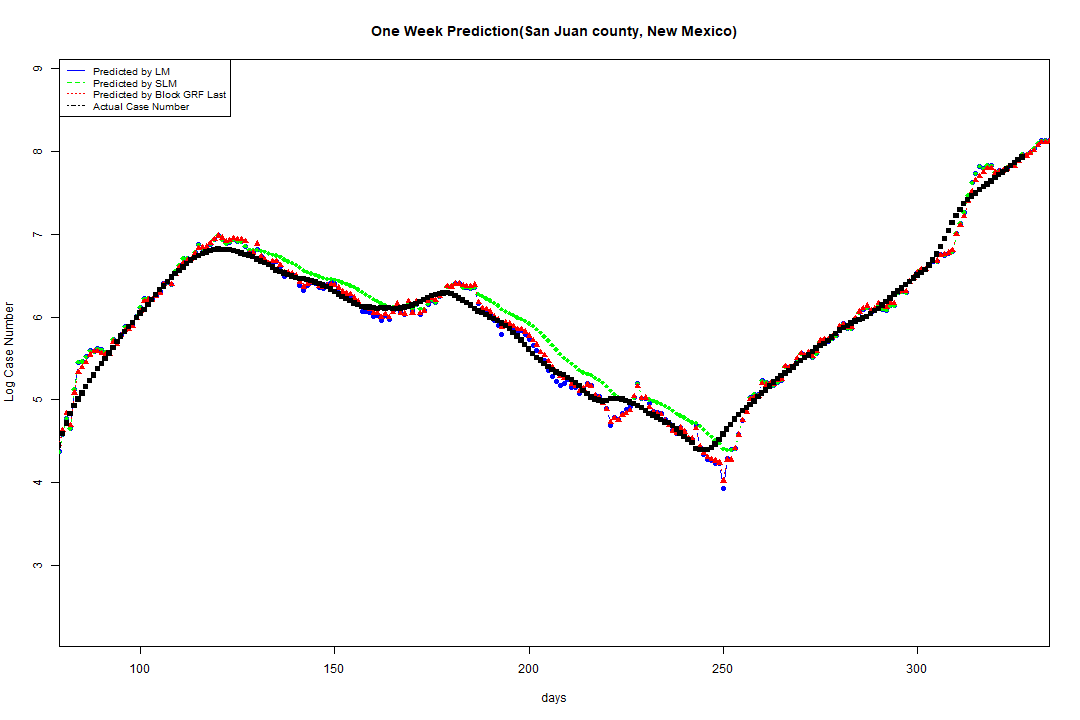 One Week Prediction(San Juan county, New Mexico)
Predicted by LM
Predicted by SLM
Predicted by Block GRF Last
Actual Case Number
Log Case Number
9
8
7
6
5
4
3
100 150 200 250 300
days